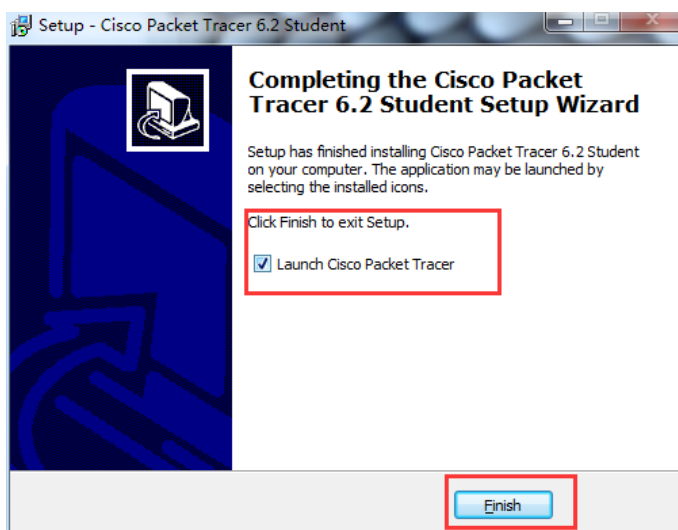 Setup - Cisco Packet Tracer 6.2 Student
Completing the Cisco Packet
Tracer 6.2 Student Setup Wizard
Setup has finished installing Cisco Packet Tracer 6.2 Student
on your computer. The application may be launched by
selecting the installed icons.
Click Finish to exit Setup.
Launch Cisco Packet Tracer
Finish